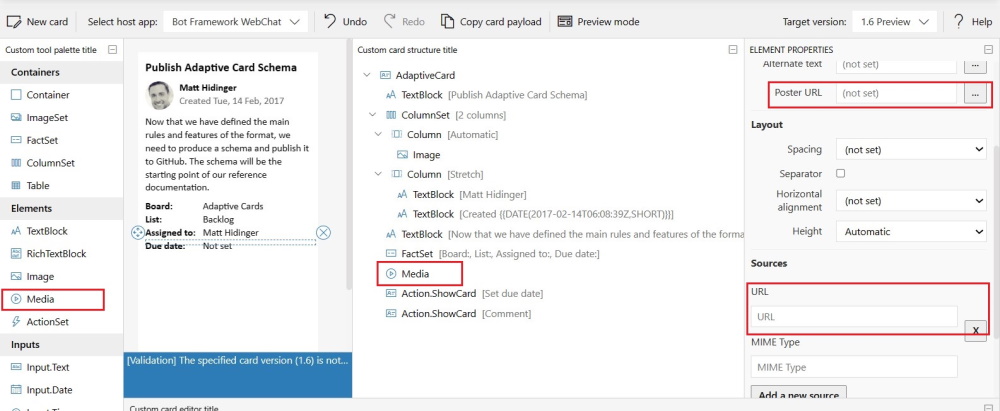 New card
Select host app:
Bot Framework WebChat
Undo
Redo
Copy card payload
Preview mode
Target version:
1.6 Preview
Help
Custom tool palette title
Containers
Container
ImageSet
FactSet
ColumnSet
Table
Elements
TextBlock
RichTextBlock
Image
Media
ActionSet
Inputs
Input.Text
Input.Date
Publish Adaptive Card Schema
Matt Hidinger
Created Tue, 14 Feb, 2017
Now that we have defined the main
rules and features of the format, we
need to produce a schema and publish it
to GitHub. The schema will be the
starting point of our reference
documentation.
Board: Adaptive Cards
List: Backlog
Assigned to: Matt Hidinger
Due date: Not set
[Validation] The specified card version (1.6) is not...
Custom card structure title
AdaptiveCard
TextBlock [Publish Adaptive Card Schema]
ColumnSet [2 columns]
Column [Automatic]
Image
Column [Stretch]
TextBlock [Matt Hidinger]
TextBlock [Created {{DATE(2017-02-14T06:08:39Z,SHORT)}}]
TextBlock [Now that we have defined the main rules and features of the forma
FactSet [Board:, List:, Assigned to:, Due date:]
Media
Action.ShowCard [Set due date]
Action.ShowCard [Comment]
ELEMENT PROPERTIES
Alternate text (not set) ...
Poster URL (not set) ...
Layout
Spacing (not set)
Separator
Horizontal
alignment
(not set)
Height Automatic
Sources
URL
URL
X
MIME Type
MIME Type
Add a new source
Custom card editor title